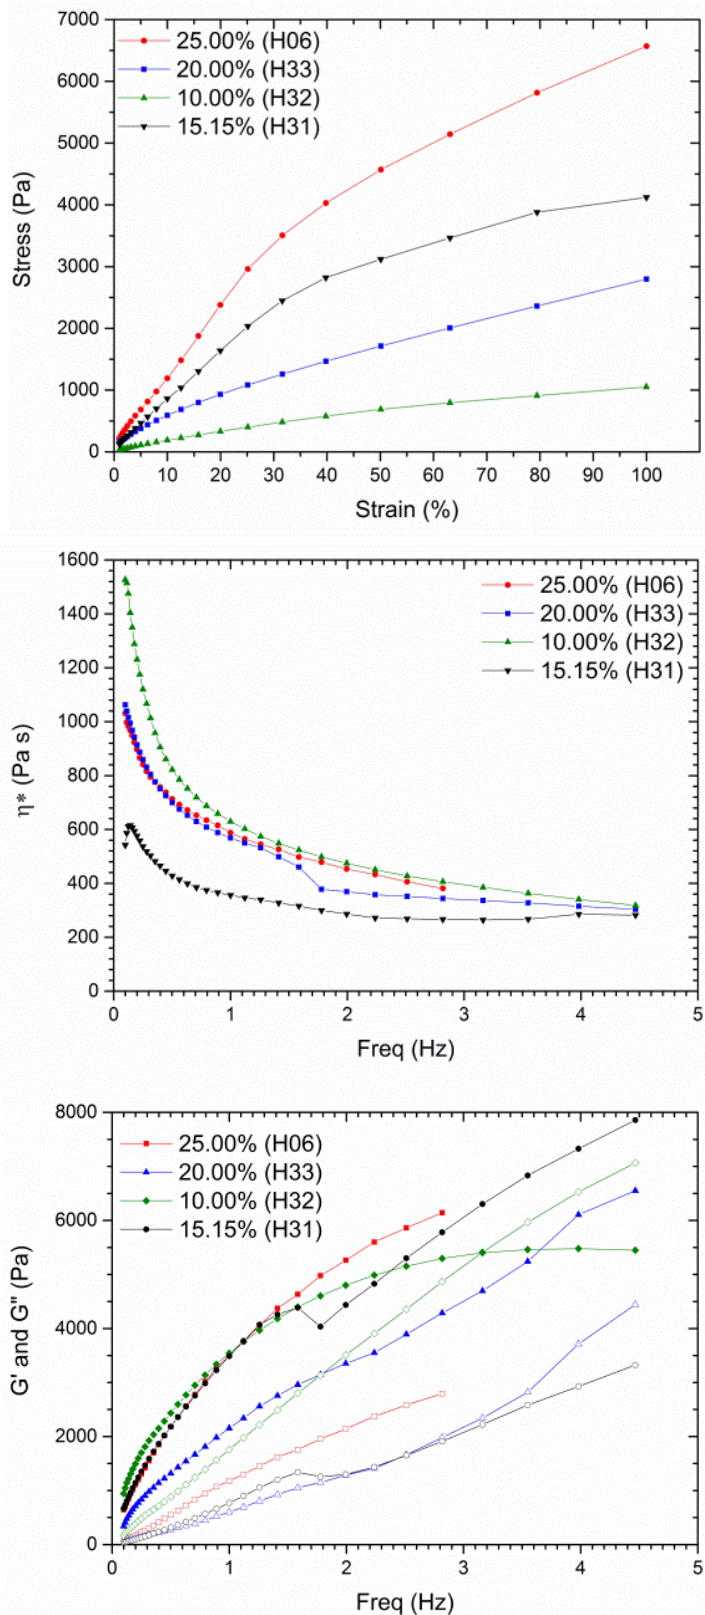 7000
6000
5000
4000
3000
2000
1000
0
Stress (Pa)
25.00% (H06)
20.00% (H33)
10.00% (H32)
15.15% (H31)
0 10 20 30 40 50 60 70 80 90 100
Strain (%)
1600
1400
1200
1000
800
600
400
200
0
η* (Pa s)
25.00% (H06)
20.00% (H33)
10.00% (H32)
15.15% (H31)
0 1 2 3 4 5
Freq (Hz)
8000
6000
4000
2000
0
G' and G" (Pa)
25.00% (H06)
20.00% (H33)
10.00% (H32)
15.15% (H31)
0 1 2 3 4 5
Freq (Hz)